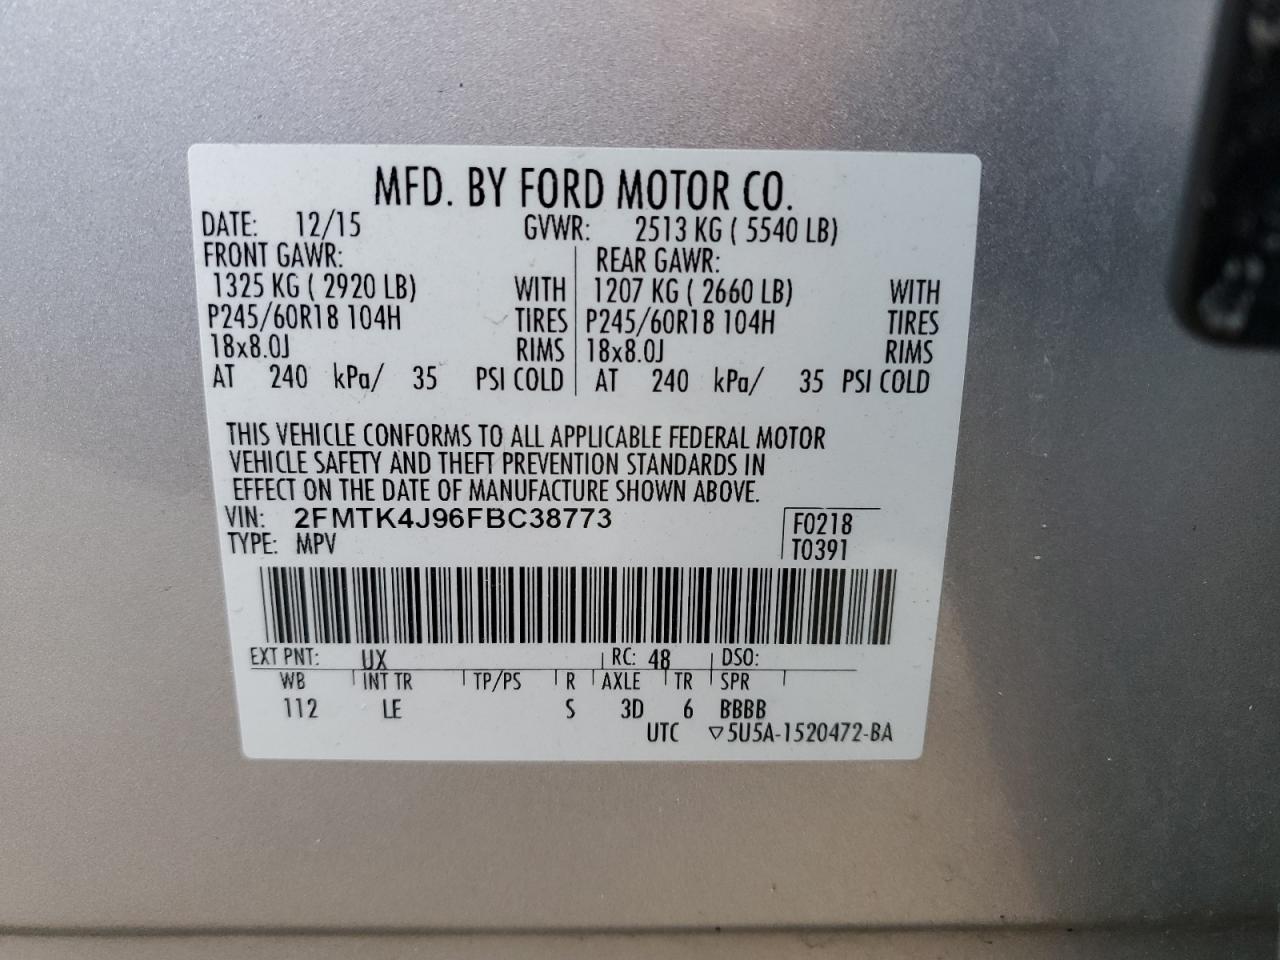 MFD. BY FORD MOTOR CO.
DATE: 12/15 GVWR: 2513 KG ( 5540 LB)
FRONT GAWR: REAR GAWR:
1325 KG ( 2920 LB) WITH 1207 KG ( 2660 LB) WITH
P245/60R18 104H TIRES P245/60R18 104H TIRES
18x8.0J RIMS 18x8.0J RIMS
AT 240 kPa/ 35 PSI COLD AT 240 kPa/ 35 PSI COLD
THIS VEHICLE CONFORMS TO ALL APPLICABLE FEDERAL MOTOR
VEHICLE SAFETY AND THEFT PREVENTION STANDARDS IN
EFFECT ON THE DATE OF MANUFACTURE SHOWN ABOVE.
VIN: 2FMTK4J96FBC38773 F0218
TYPE: MPV T0391
EXT PNT: UX RC: 48 DSO:
WB INT TR TP/PS R AXLE TR SPR
112 LE S 3D 6 BBBB
UTC ▽5U5A-1520472-BA